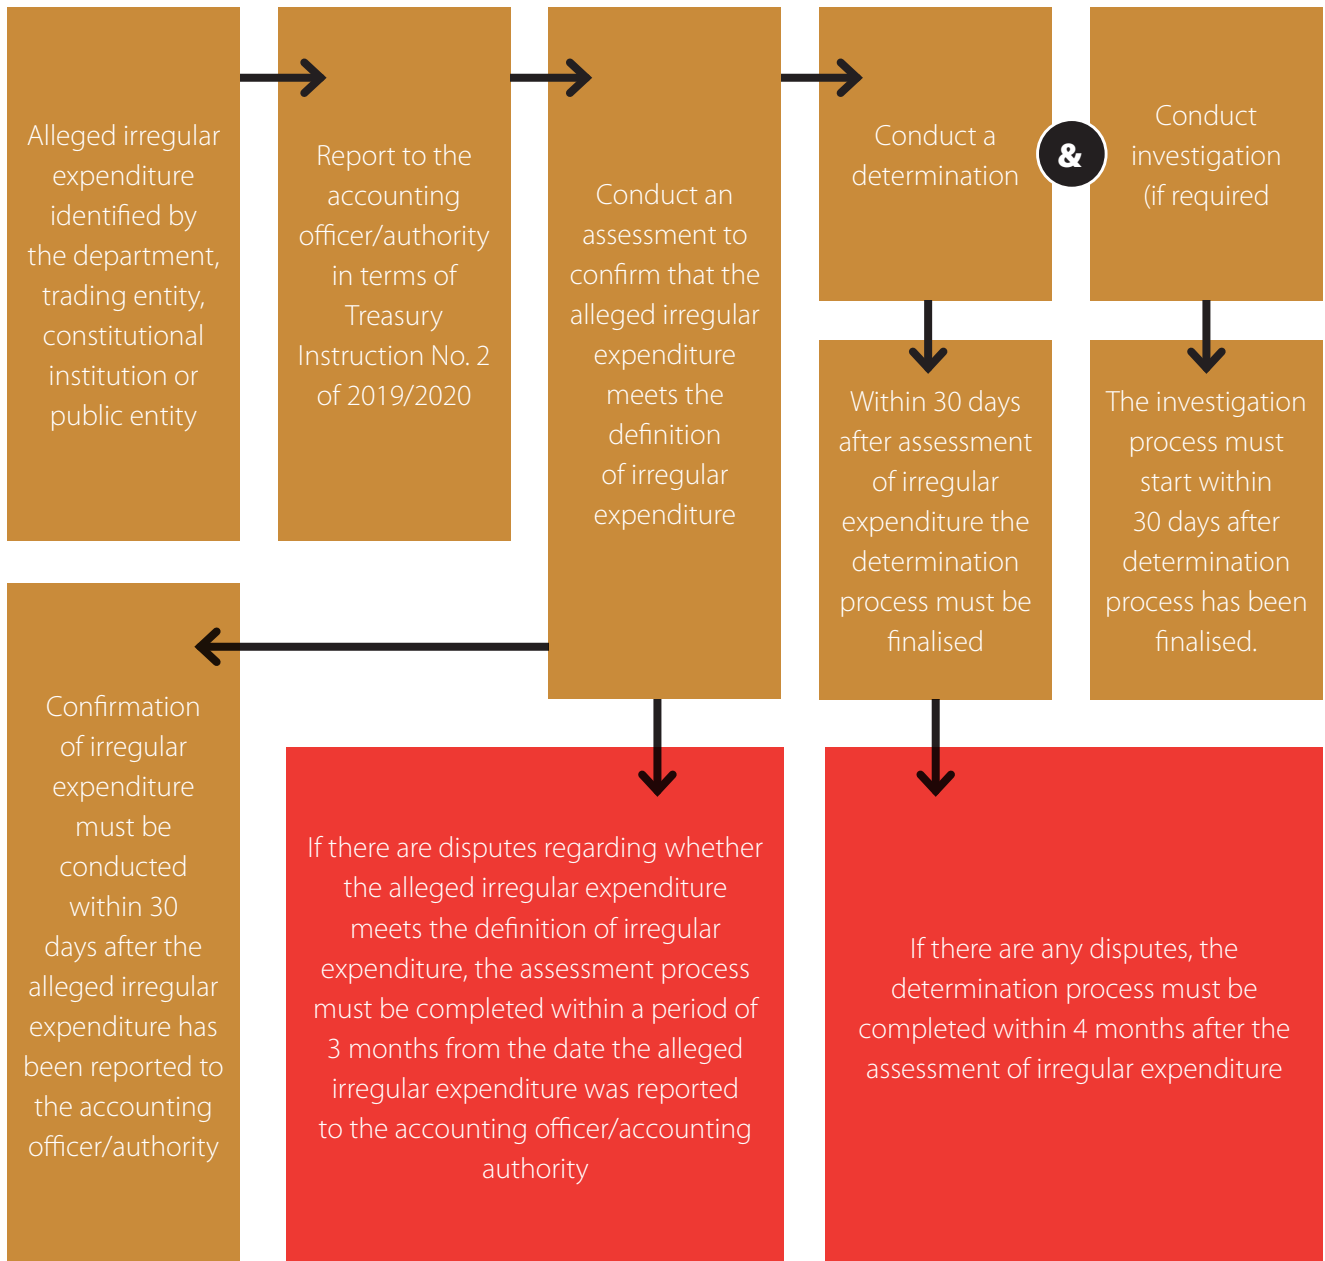 Alleged irregular
expenditure
identified by
the department,
trading entity,
constitutional
institution or
public entity
Report to the
accounting
officer/authority
in terms of
Treasury
Instruction No. 2
of 2019/2020
Conduct an
assessment to
confirm that the
alleged irregular
expenditure
meets the
definition
of irregular
expenditure
Conduct a
determination
&
Conduct
investigation
(if required
Within 30 days
after assessment
of irregular
expenditure the
determination
process must be
finalised
The investigation
process must
start within
30 days after
determination
process has been
finalised.
Confirmation
of irregular
expenditure
must be
conducted
within 30
days after the
alleged irregular
expenditure has
been reported to
the accounting
officer/authority
If there are disputes regarding whether
the alleged irregular expenditure
meets the definition of irregular
expenditure, the assessment process
must be completed within a period of
3 months from the date the alleged
irregular expenditure was reported
to the accounting officer/accounting
authority
If there are any disputes, the
determination process must be
completed within 4 months after the
assessment of irregular expenditure